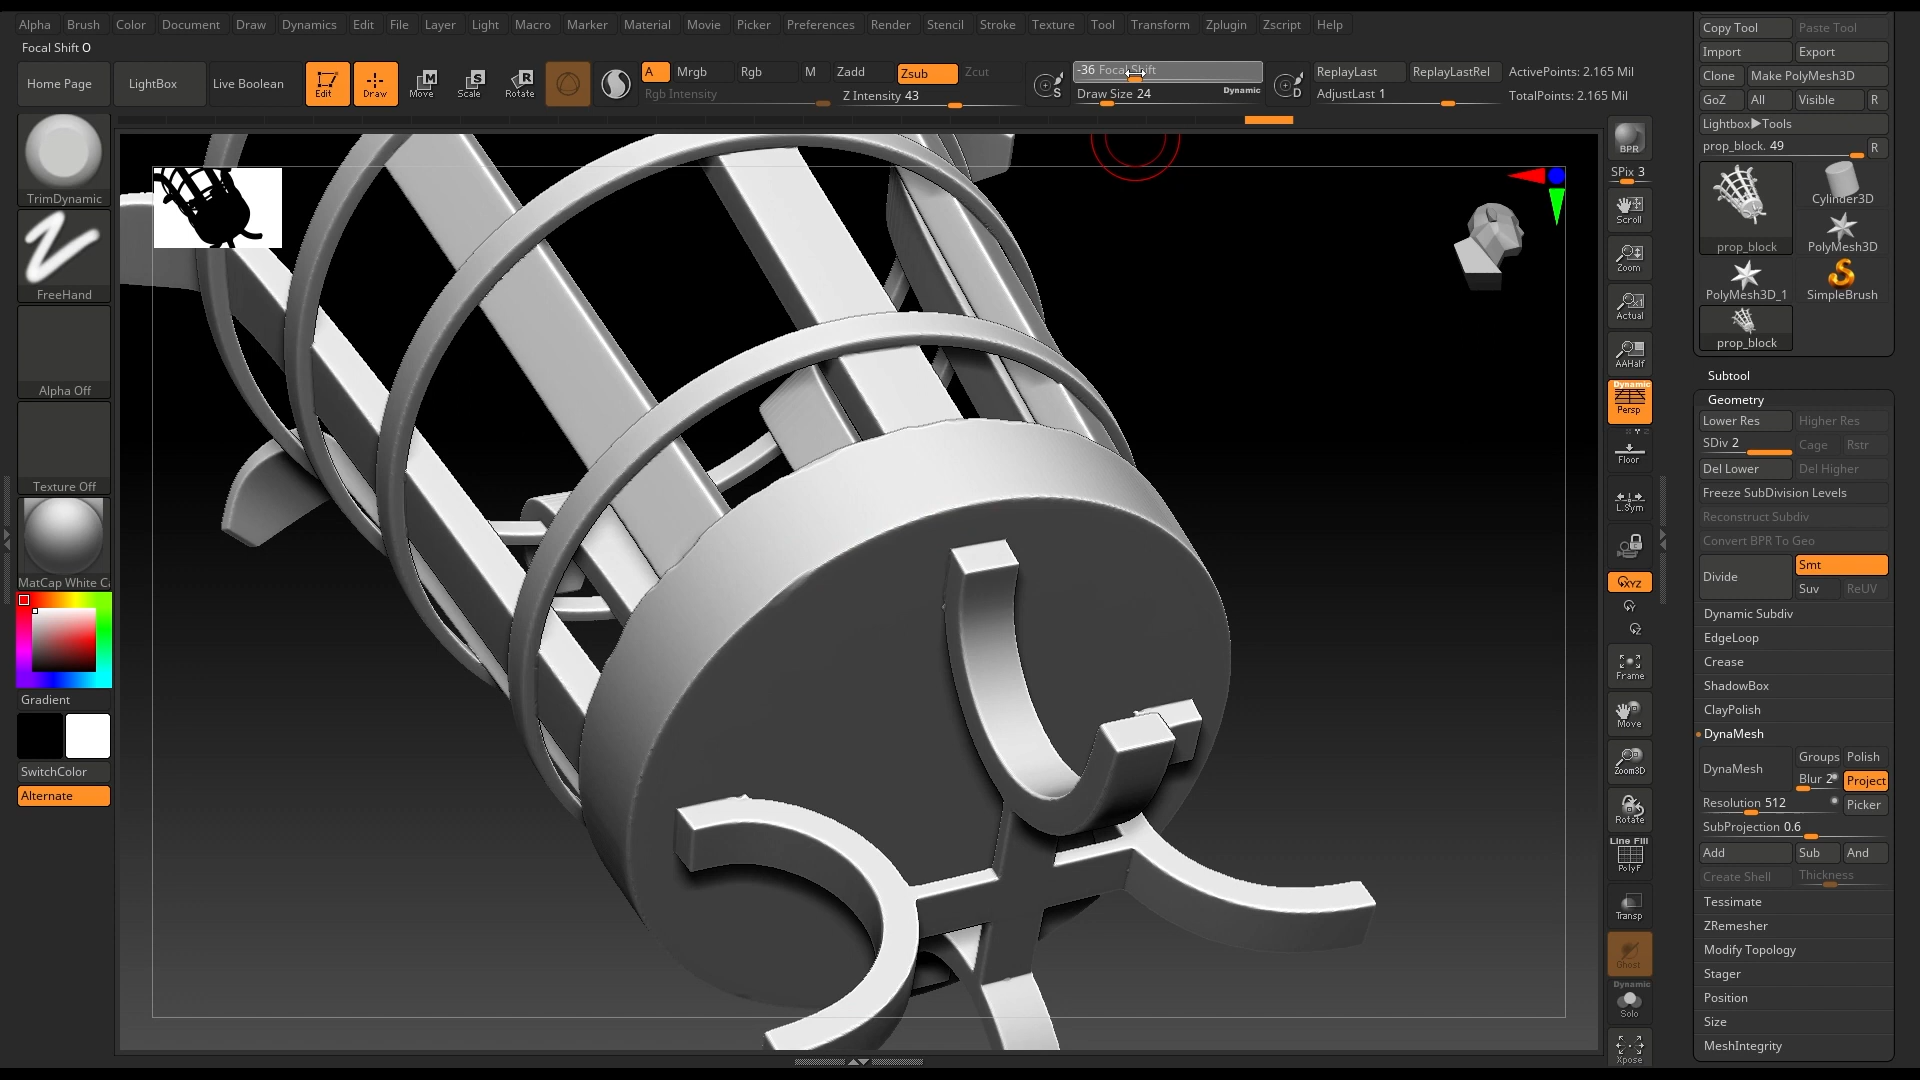 Alpha Brush Color Document Draw Dynamics Edit File Layer Light Macro Marker Material Movie Picker Preferences Render Stencil Stroke Texture Tool Transform Zplugin Zscript Help
Focal Shift 0
Home Page
LightBox
Live Boolean
Edit
Draw
Move
Scale
Rotate
A
Mrgb
Rgb
M
Zadd
Zsub
Zcut
Rgb Intensity
Z Intensity 43
S
-36 Focal Shift
Draw Size 24
Dynamic
D
ReplayLast
ReplayLastRel
AdjustLast 1
ActivePoints: 2.165 Mil
TotalPoints: 2.165 Mil
TrimDynamic
FreeHand
Alpha Off
Texture Off
MatCap White C
Gradient
SwitchColor
Alternate
BPR
SPix 3
Scroll
Zoom
Actual
AAHalf
Dynamic
Persp
Floor
L.Sym
XYZ
Y
Z
Frame
Move
Zoom3D
Rotate
Line Fill
PolyF
Transp
Ghost
Dynamic
Solo
Xpose
Copy Tool
Paste Tool
Import
Export
Clone
Make PolyMesh3D
GoZ
All
Visible
R
Lightbox▶Tools
prop_block. 49
R
prop_block
Cylinder3D
PolyMesh3D
PolyMesh3D_1
SimpleBrush
prop_block
Subtool
Geometry
Lower Res
Higher Res
SDiv 2
Cage
Rstr
Del Lower
Del Higher
Freeze SubDivision Levels
Reconstruct Subdiv
Convert BPR To Geo
Divide
Smt
Suv
ReUV
Dynamic Subdiv
EdgeLoop
Crease
ShadowBox
ClayPolish
DynaMesh
DynaMesh
Groups
Polish
Blur 2
Project
Resolution 512
Picker
SubProjection 0.6
Add
Sub
And
Create Shell
Thickness
Tessimate
ZRemesher
Modify Topology
Stager
Position
Size
MeshIntegrity